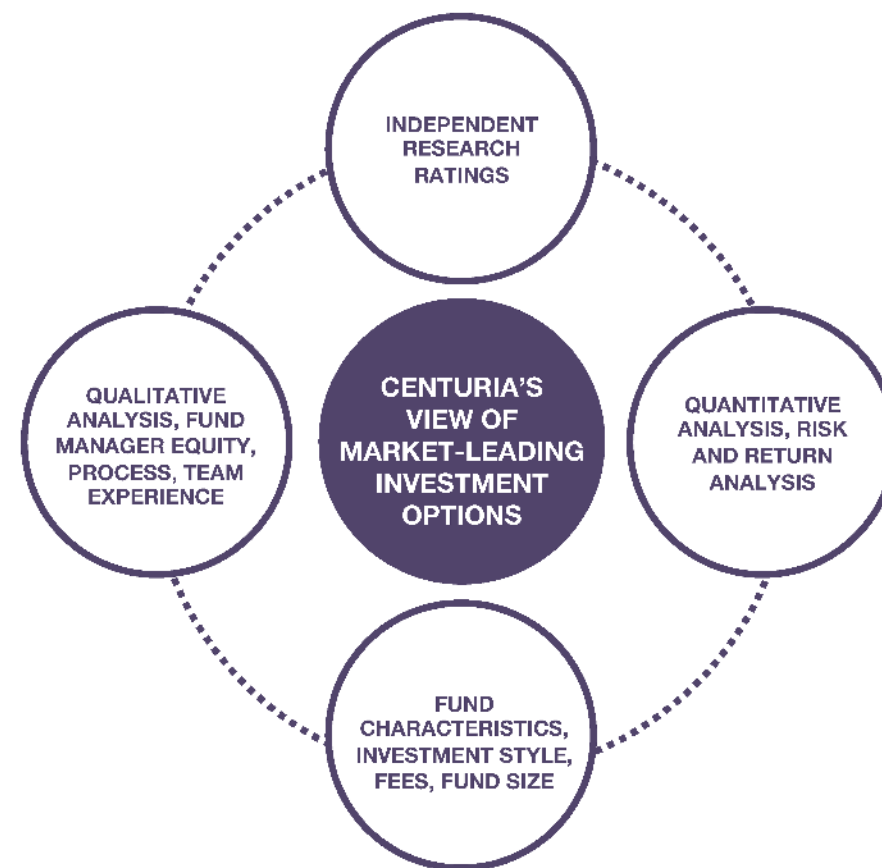 INDEPENDENT
RESEARCH
RATINGS
QUALITATIVE
ANALYSIS, FUND
MANAGER EQUITY,
PROCESS, TEAM
EXPERIENCE
CENTURIA'S
VIEW OF
MARKET-LEADING
INVESTMENT
OPTIONS
QUANTITATIVE
ANALYSIS, RISK
AND RETURN
ANALYSIS
FUND
CHARACTERISTICS,
INVESTMENT STYLE,
FEES, FUND SIZE